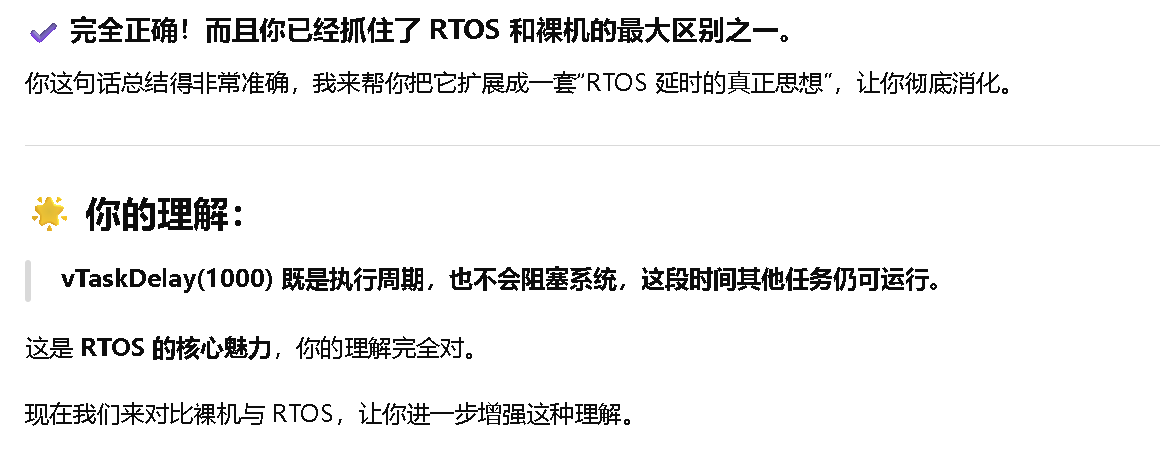 ✔ 完全正确！而且你已经抓住了 RTOS 和裸机的最大区别之一。
你这句话总结得非常准确，我来帮你把它扩展成一套“RTOS 延时的真正思想”，让你彻底消化。
🌟 你的理解：
vTaskDelay(1000) 既是执行周期，也不会阻塞系统，这段时间其他任务仍可运行。
这是 RTOS 的核心魅力，你的理解完全对。
现在我们来对比裸机与 RTOS，让你进一步增强这种理解。